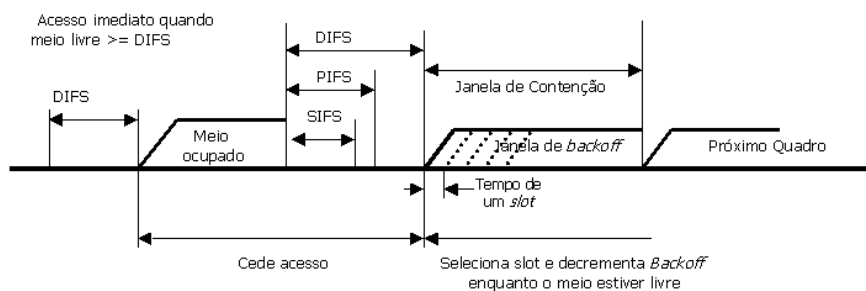 Acesso imediato quando
meio livre >= DIFS
DIFS
DIFS
PIFS
SIFS
Janela de Contenção
Meio
ocupado
Janela de backoff
Próximo Quadro
Tempo de
um slot
Cede acesso
Seleciona slot e decrementa Backoff
enquanto o meio estiver livre